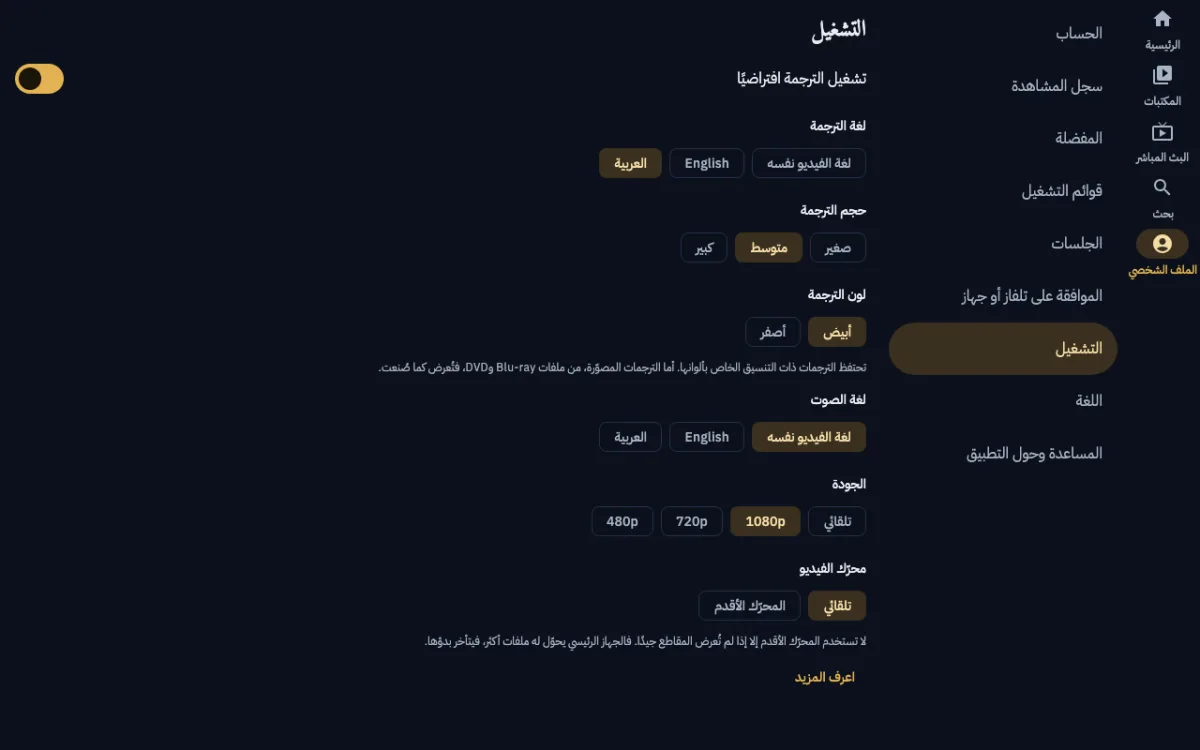 الرئيسية
المكتبات
البث المباشر
بحث
الملف الشخصي
الحساب
سجل المشاهدة
المفضلة
قوائم التشغيل
الجلسات
الموافقة على تلفاز أو جهاز
التشغيل
اللغة
المساعدة وحول التطبيق
التشغيل
تشغيل الترجمة افتراضيًا
لغة الترجمة
لغة الفيديو نفسه English العربية
حجم الترجمة
صغير متوسط كبير
لون الترجمة
أبيض أصفر
تحتفظ الترجمات ذات التنسيق الخاص بألوانها. أما الترجمات المصوّرة، من ملفات Blu-ray وDVD، فتُعرض كما صُنعت.
لغة الصوت
لغة الفيديو نفسه English العربية
الجودة
تلقائي 1080p 720p 480p
محرّك الفيديو
تلقائي المحرّك الأقدم
لا تستخدم المحرّك الأقدم إلا إذا لم تُعرض المقاطع جيدًا. فالجهاز الرئيسي يحوّل له ملفات أكثر، فيتأخر بدؤها.
اعرف المزيد